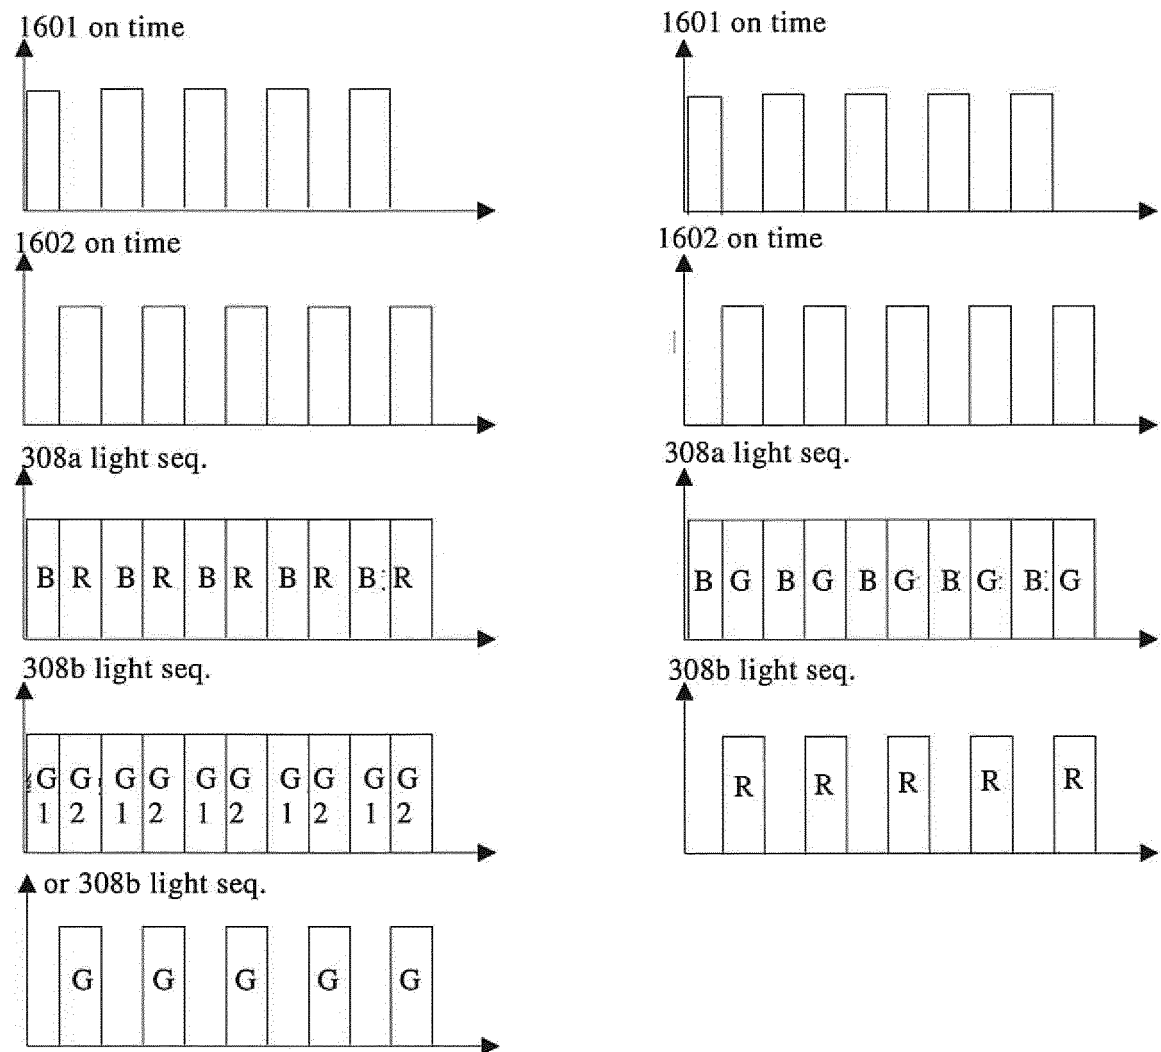 1601 on time
1602 on time
308a light seq.
B R B R B R B R B R
308b light seq.
G G G G G G G G G G
1 2 1 2 1 2 1 2 1 2
or 308b light seq.
G G G G G
1601 on time
1602 on time
308a light seq.
B G B G B G B G B G
308b light seq.
R R R R R